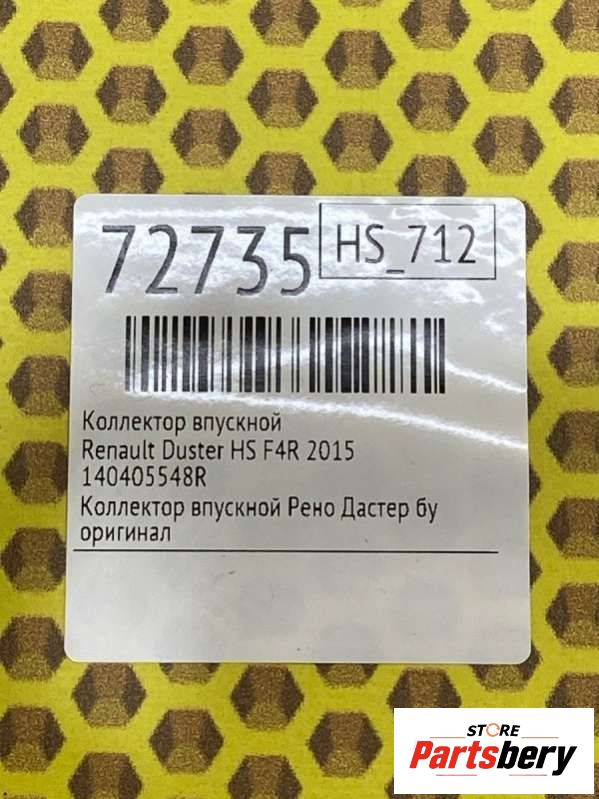 72735
HS_712
Коллектор впускной
Renault Duster HS F4R 2015
140405548R
Коллектор впускной Рено Дастер бу
оригинал
STORE
Partsbery